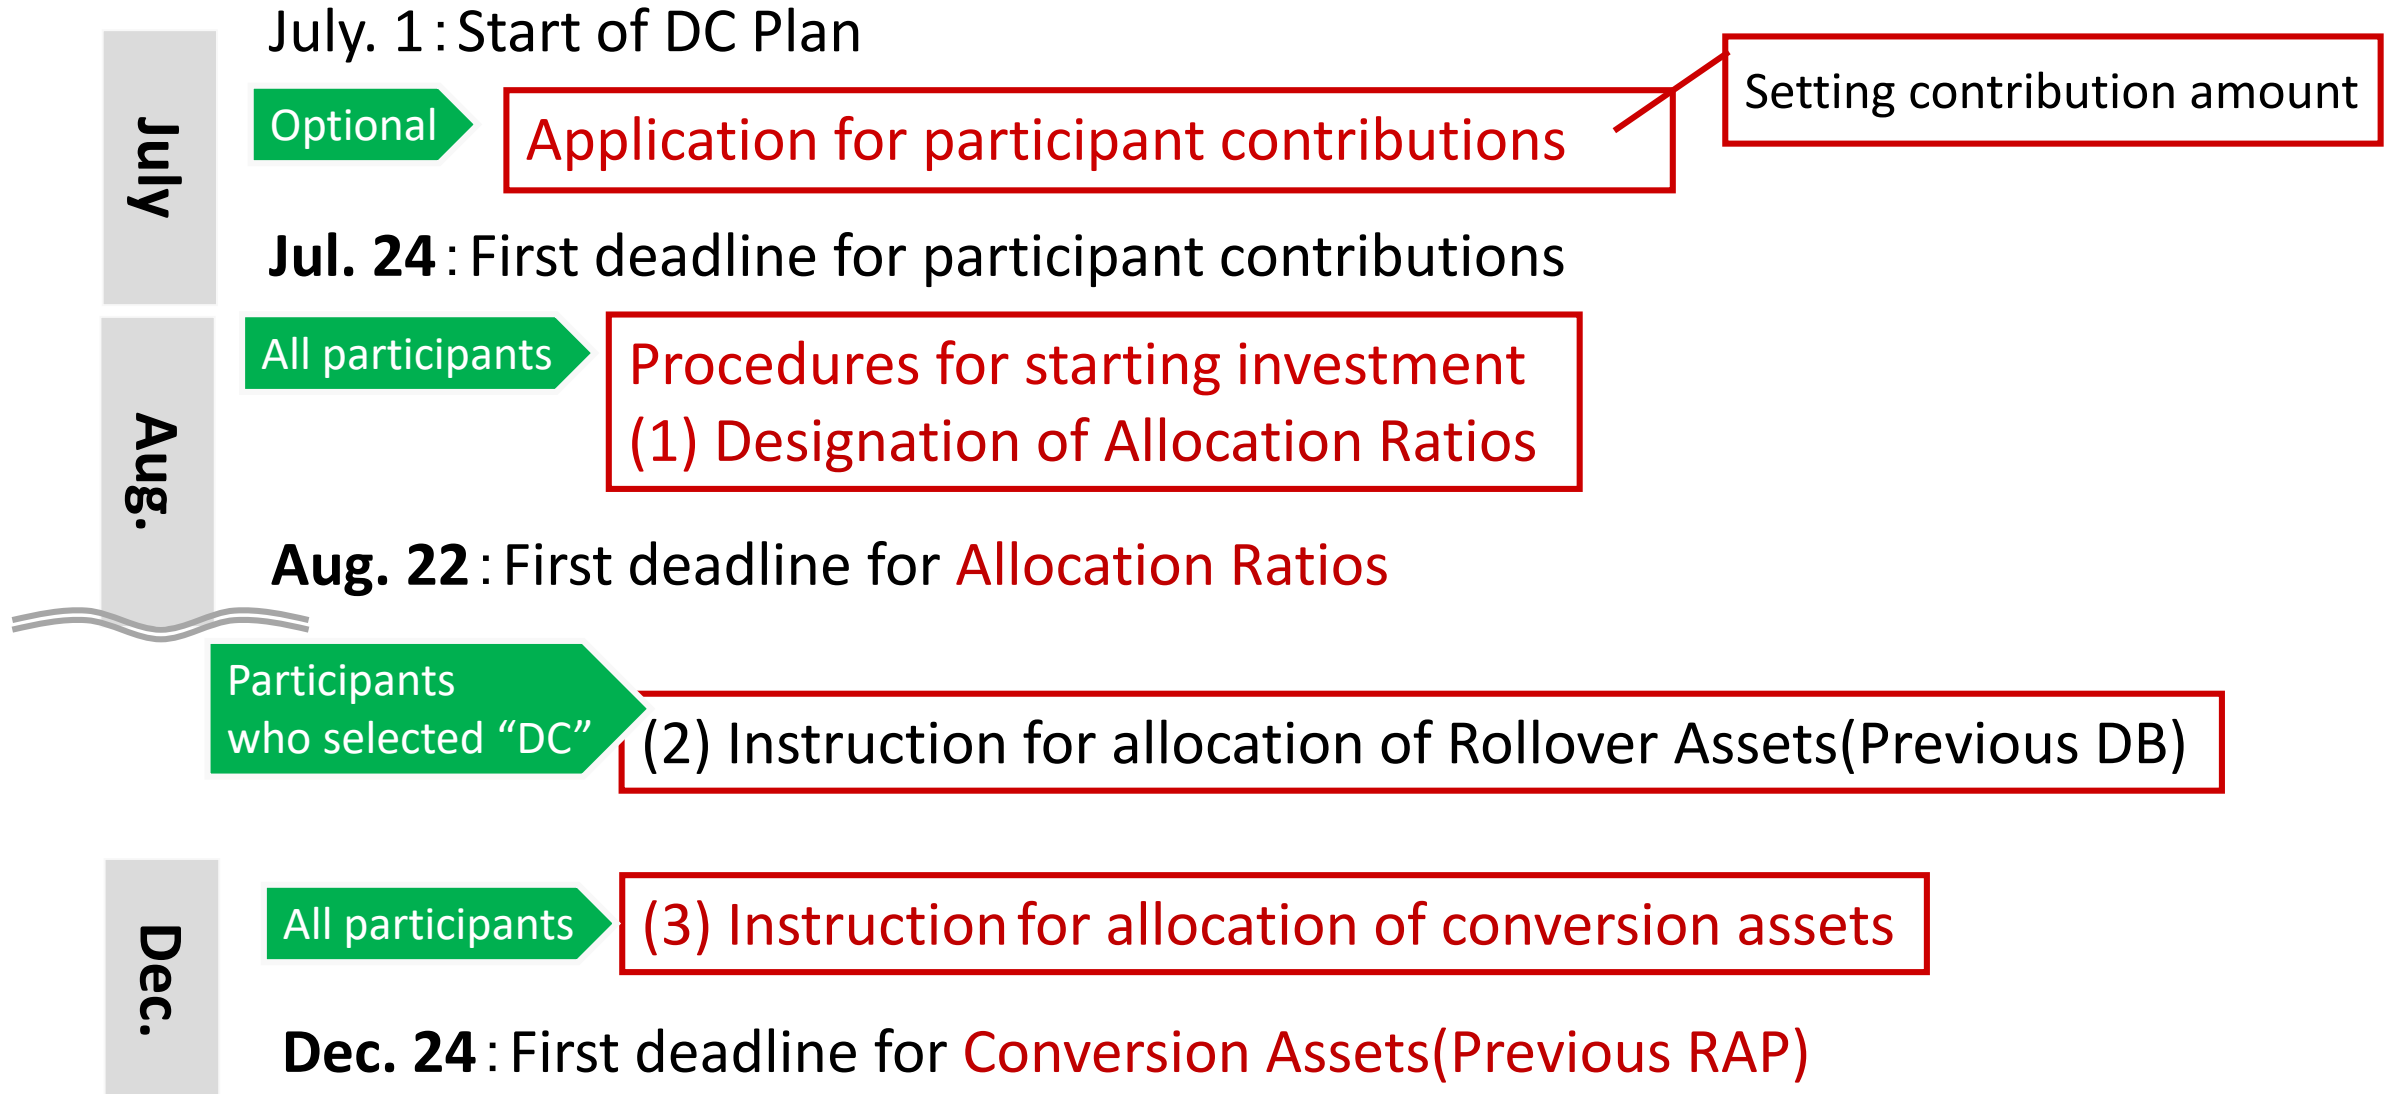 July
July. 1：Start of DC Plan
Optional
Application for participant contributions
Setting contribution amount
Jul. 24：First deadline for participant contributions
Aug.
All participants
Procedures for starting investment
(1) Designation of Allocation Ratios
Aug. 22：First deadline for Allocation Ratios
Participants
who selected “DC”
(2) Instruction for allocation of Rollover Assets(Previous DB)
Dec.
All participants
(3) Instruction for allocation of conversion assets
Dec. 24：First deadline for Conversion Assets(Previous RAP)